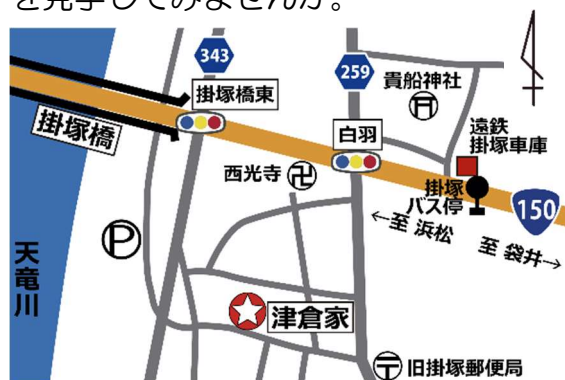 を見学してみませんか。
343
掛塚橋東
掛塚橋
259
貴船神社
白羽
遠鉄
掛塚車庫
西光寺
掛塚
バス停
150
←至 浜松
至 袋井→
P
天竜川
津倉家
旧掛塚郵便局